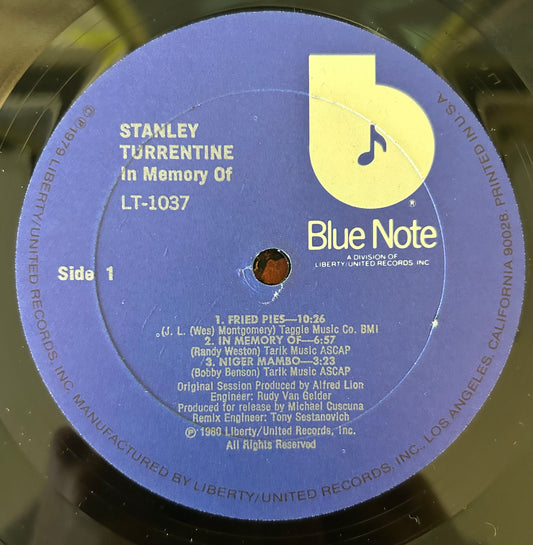 STANLEY
TURRENTINE
In Memory Of
LT-1037
Side 1
®
Blue Note
A DIVISION OF
LIBERTY/UNITED RECORDS, INC
1. FRIED PIES—10:26
(J. L. (Wes) Montgomery) Taggie Music Co. BMI
2. IN MEMORY OF—6:57
(Randy Weston) Tarik Music ASCAP
3. NIGER MAMBO—3:23
(Bobby Benson) Tarik Music ASCAP
Original Session Produced by Alfred Lion
Engineer: Rudy Van Gelder
Produced for release by Michael Cuscuna
Remix Engineer: Tony Sestanovich
℗ 1980 Liberty/United Records, Inc.
All Rights Reserved
©℗1979 LIBERTY/UNITED RECORDS, INC. MANUFACTURED BY LIBERTY/UNITED RECORDS, INC., LOS ANGELES, CALIFORNIA 90028. PRINTED IN U.S.A.